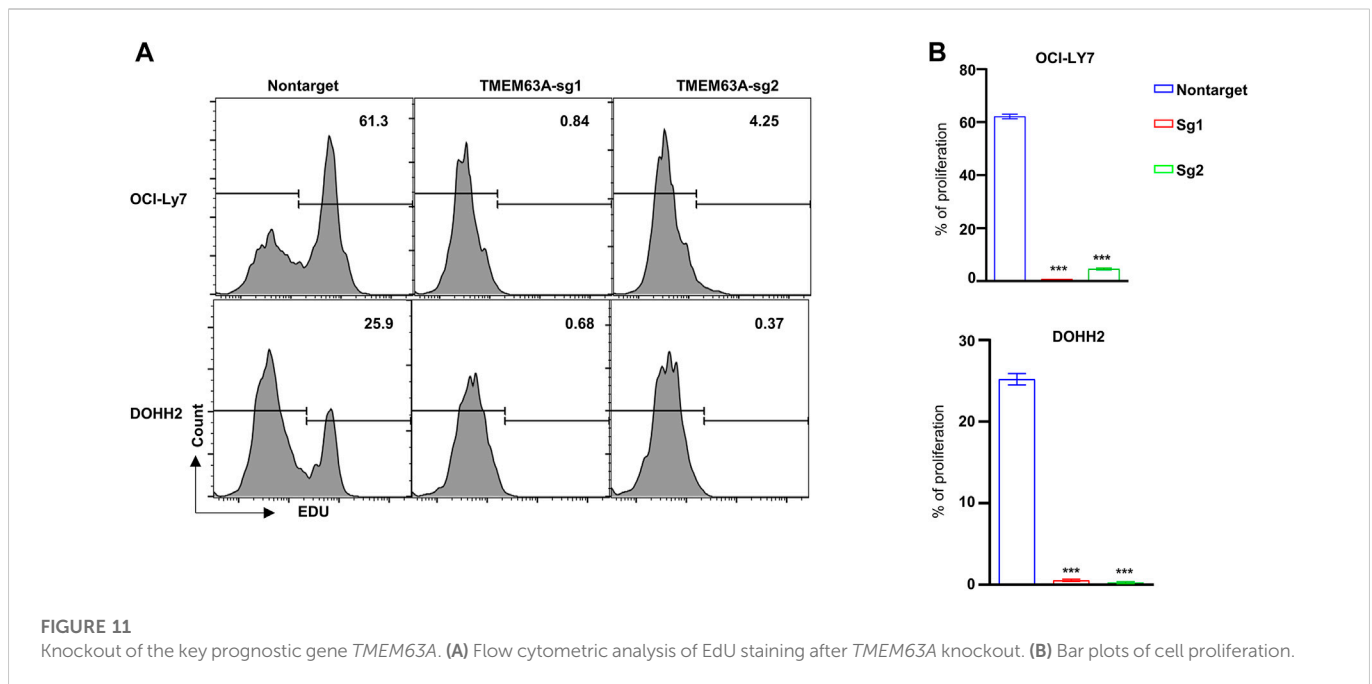 A
Nontarget
TMEM63A-sg1
TMEM63A-sg2
OCI-Ly7
61.3
0.84
4.25
DOHH2
25.9
0.68
0.37
Count
EDU
B
OCI-LY7
% of proliferation
80
60
40
20
0
***
***
Nontarget
Sg1
Sg2
DOHH2
% of proliferation
30
20
10
0
***
***
FIGURE 11
Knockout of the key prognostic gene TMEM63A. (A) Flow cytometric analysis of EdU staining after TMEM63A knockout. (B) Bar plots of cell proliferation.